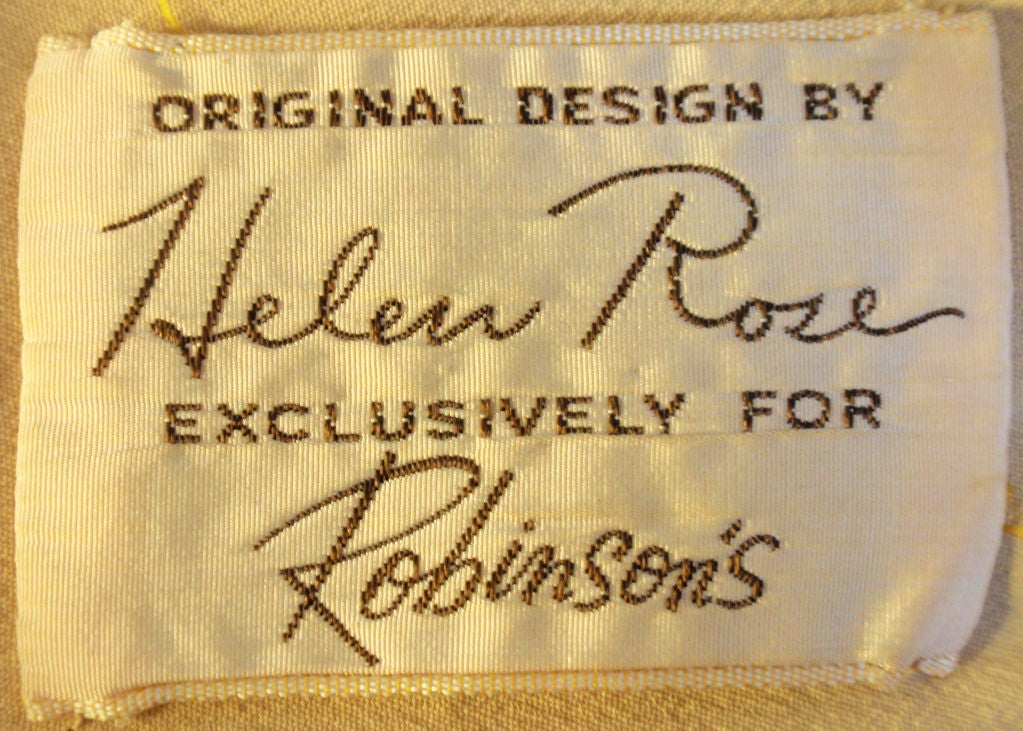 ORIGINAL DESIGN BY
Helen Rose
EXCLUSIVELY FOR
Robinson's